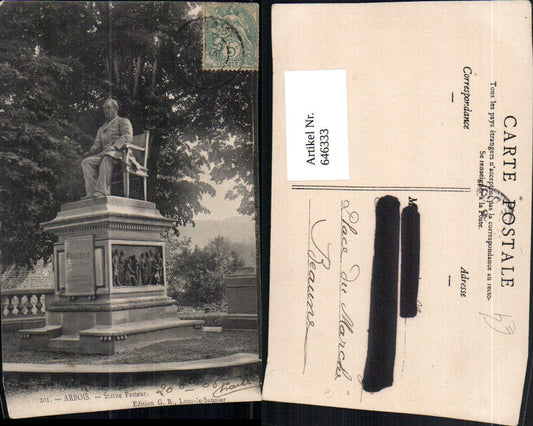 PASTEUR
201. - ARBOIS. - Statue Pasteur.
Edition G. B., Lons-le-Saunier
Artikel Nr.
646333
CARTE POSTALE
Tous les pays étrangers n'acceptent pas la correspondance au recto.
Se renseigner à la Poste.
Correspondance
Adresse
Place du Marché
Beaune